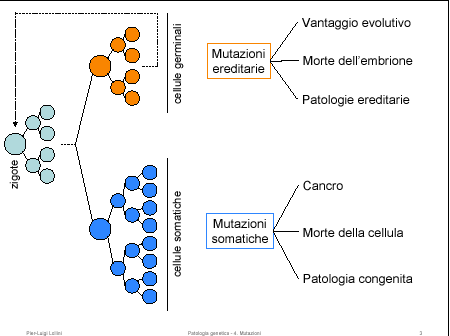 Vantaggio evolutivo
Mutazioni
ereditarie
Morte dell'embrione
Patologie ereditarie
cellule germinali
zigote
Cancro
Mutazioni
somatiche
Morte della cellula
Patologia congenita
cellule somatiche
Pier-Luigi Lollini
Patologia genetica - 4. Mutazioni
3